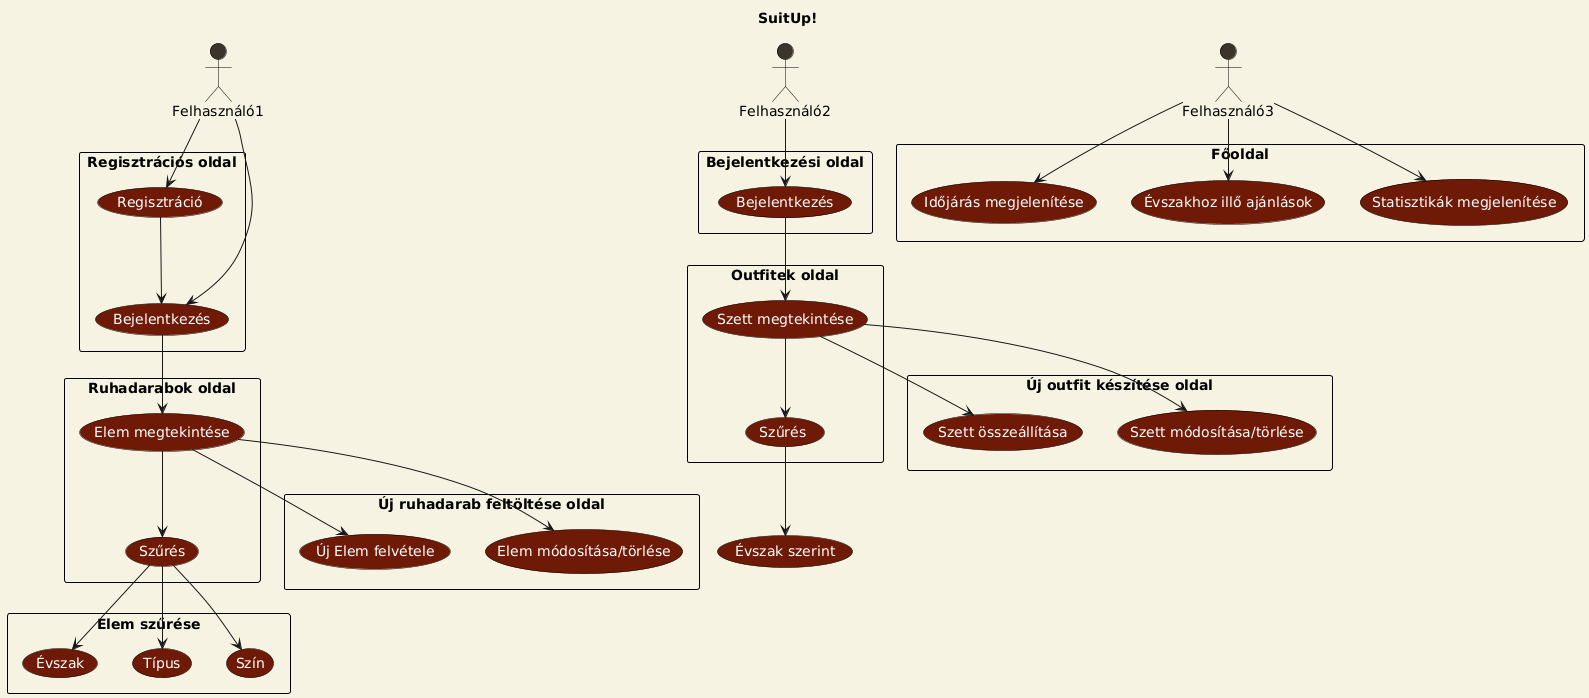 SuitUp!
Felhasználó1
Felhasználó2
Felhasználó3
Regisztrációs oldal
Regisztráció
Bejelentkezés
Bejelentkezési oldal
Bejelentkezés
Főoldal
Időjárás megjelenítése
Évszakhoz illő ajánlások
Statisztikák megjelenítése
Outfitek oldal
Szett megtekintése
Szűrés
Új outfit készítése oldal
Szett összeállítása
Szett módosítása/törlése
Ruhadarabok oldal
Elem megtekintése
Szűrés
Új ruhadarab feltöltése oldal
Új Elem felvétele
Elem módosítása/törlése
Évszak szerint
Elem szűrése
Évszak
Típus
Szín